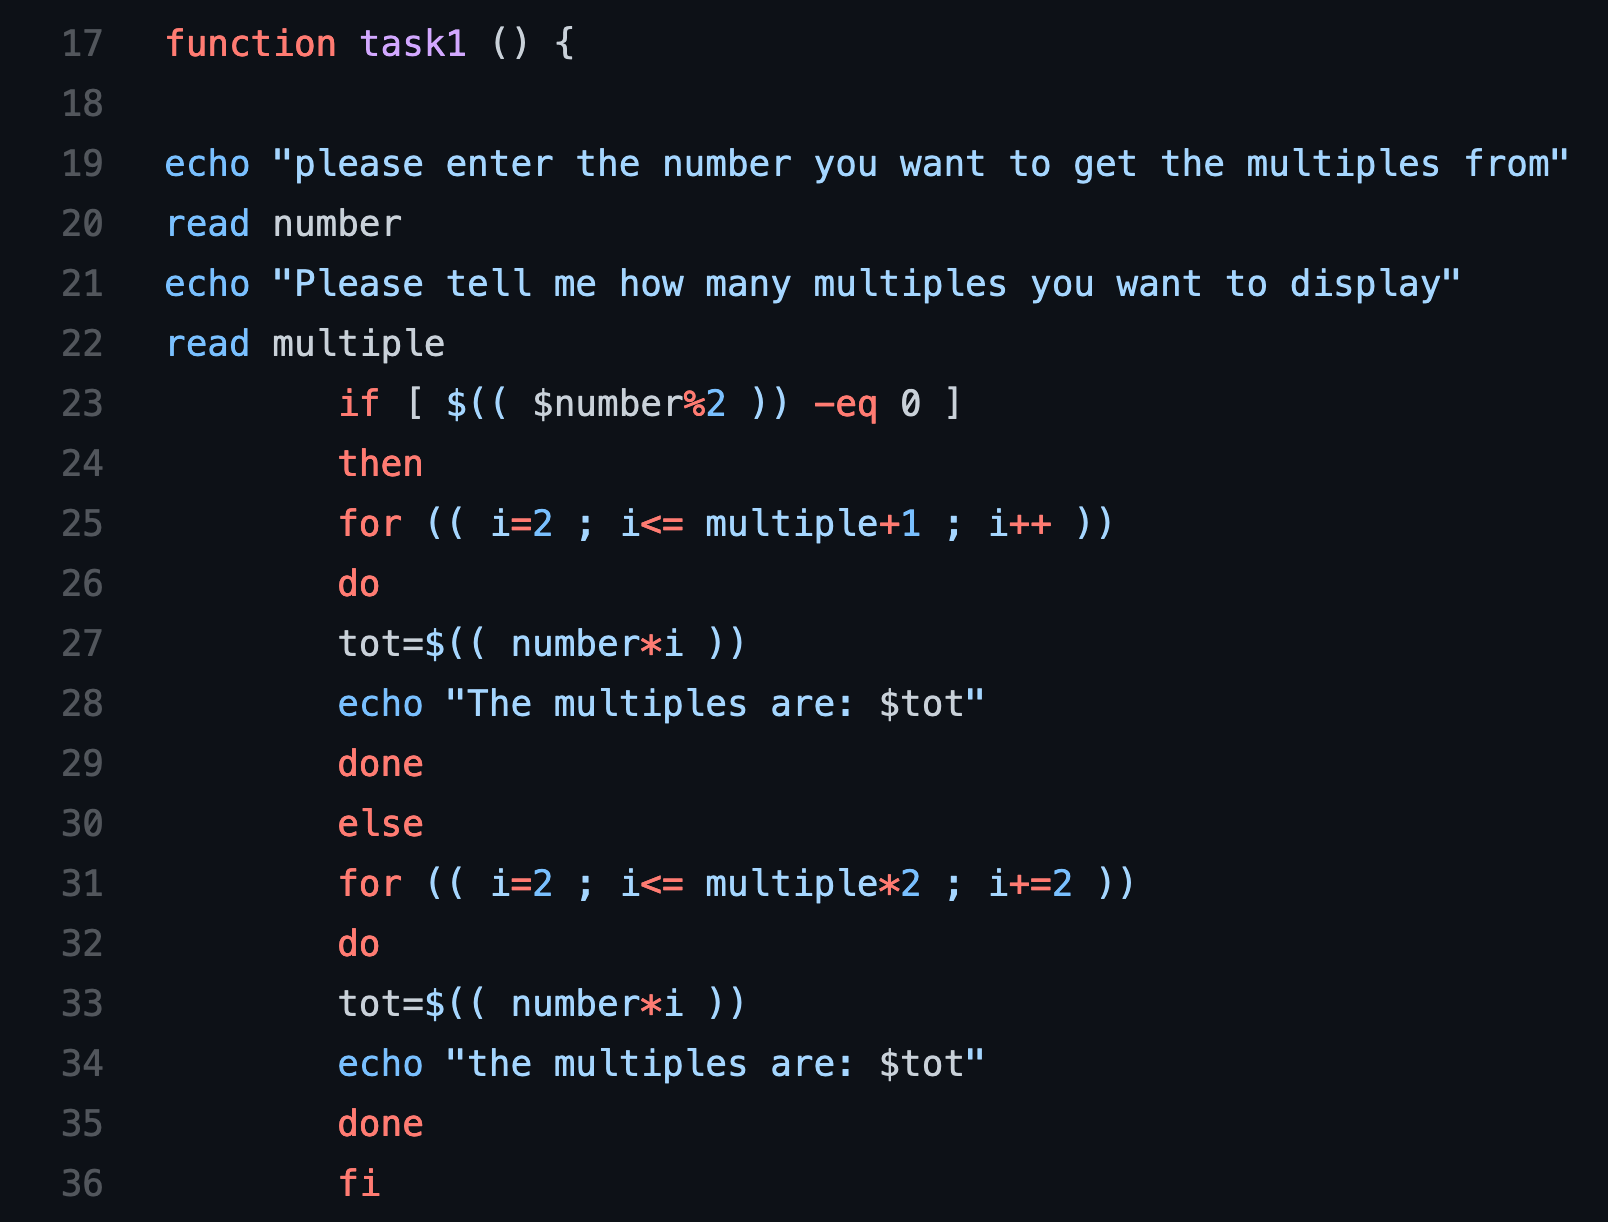 17 function task1 () {
18
19 echo "please enter the number you want to get the multiples from"
20 read number
21 echo "Please tell me how many multiples you want to display"
22 read multiple
23 if [ $(( $number%2 )) -eq 0 ]
24 then
25 for (( i=2 ; i<= multiple+1 ; i++ ))
26 do
27 tot=$(( number*i ))
28 echo "The multiples are: $tot"
29 done
30 else
31 for (( i=2 ; i<= multiple*2 ; i+=2 ))
32 do
33 tot=$(( number*i ))
34 echo "the multiples are: $tot"
35 done
36 fi